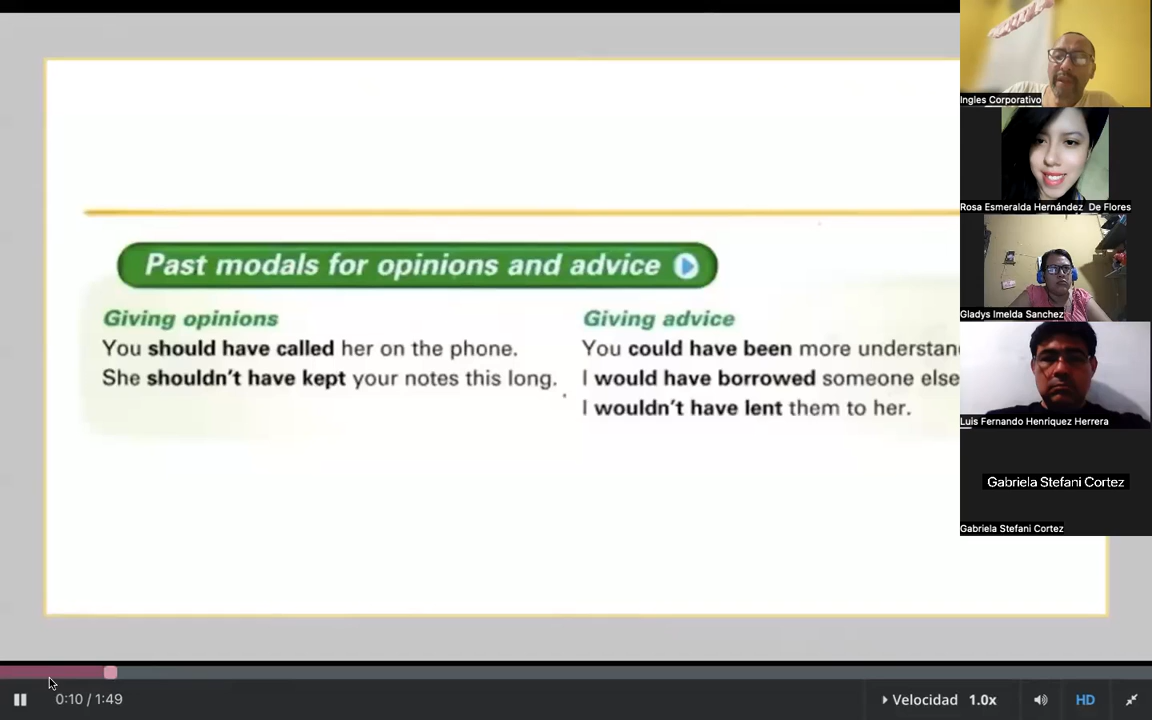 Past modals for opinions and advice
Giving opinions
You should have called her on the phone.
She shouldn't have kept your notes this long.
Giving advice
You could have been more understan
I would have borrowed someone else
I wouldn't have lent them to her.
Ingles Corporativo
Rosa Esmeralda Hernández De Flores
Gladys Imelda Sanchez
Luis Fernando Henriquez Herrera
Gabriela Stefani Cortez
Gabriela Stefani Cortez
0:10 / 1:49
Velocidad 1.0x
HD